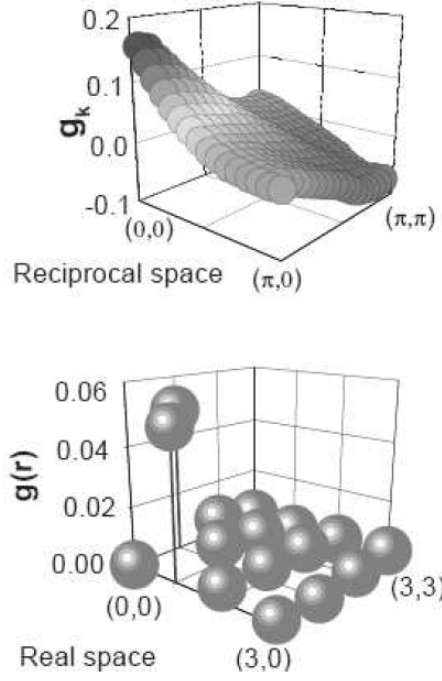 0.2
0.1
0.0
-0.1
g_k
(0,0)
(π,π)
(π,0)
Reciprocal space
0.06
0.04
0.02
0.00
g(r)
(0,0)
(3,3)
(3,0)
Real space